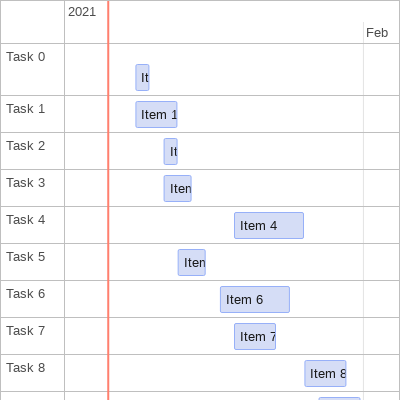 2021
Feb
Task 0
It
Task 1
Item 1
Task 2
It
Task 3
Iten
Task 4
Item 4
Task 5
Iten
Task 6
Item 6
Task 7
Item 7
Task 8
Item 8